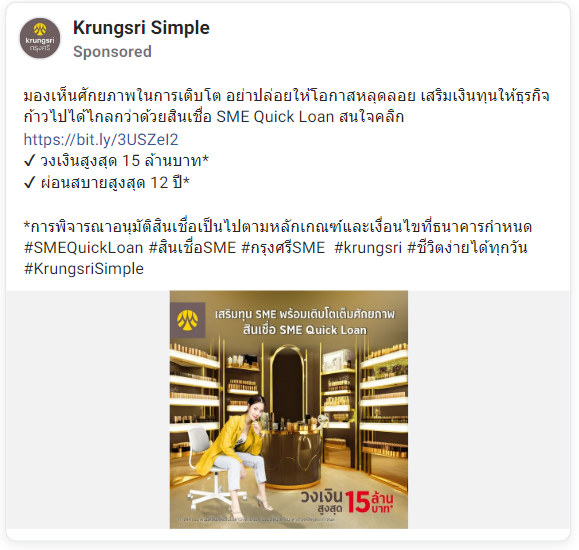 krungsri
กรุงศรี
Krungsri Simple
Sponsored
มองเห็นศักยภาพในการเติบโต อย่าปล่อยให้โอกาสหลุดลอย เสริมเงินทุนให้ธุรกิจ
ก้าวไปได้ไกลกว่าด้วยสินเชื่อ SME Quick Loan สนใจคลิก
https://bit.ly/3USZeI2
✓ วงเงินสูงสุด 15 ล้านบาท*
✓ ผ่อนสบายสูงสุด 12 ปี*
*การพิจารณาอนุมัติสินเชื่อเป็นไปตามหลักเกณฑ์และเงื่อนไขที่ธนาคารกำหนด
#SMEQuickLoan #สินเชื่อSME #กรุงศรีSME #krungsri #ชีวิตง่ายได้ทุกวัน
#KrungsriSimple
เสริมทุน SME พร้อมเติบโตเต็มศักยภาพ
สินเชื่อ SME Quick Loan
วงเงิน
สูงสุด
15 ล้าน
บาท*